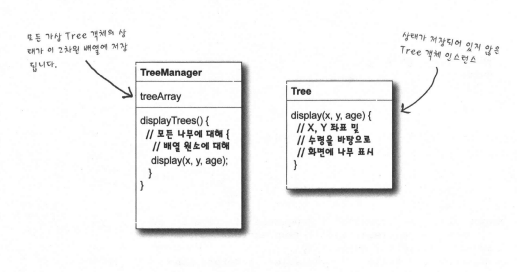 모든 가상 Tree 객체의 상
태가 이 2차원 배열에 저장
됩니다.
TreeManager
treeArray
displayTrees() {
// 모든 나무에 대해 {
// 배열 원소에 대해
display(x, y, age);
}
}
상태가 저장되어 있지 않은
Tree 객체 인스턴스
Tree
display(x, y, age) {
// X, Y 좌표 및
// 수령을 바탕으로
// 화면에 나무 표시
}